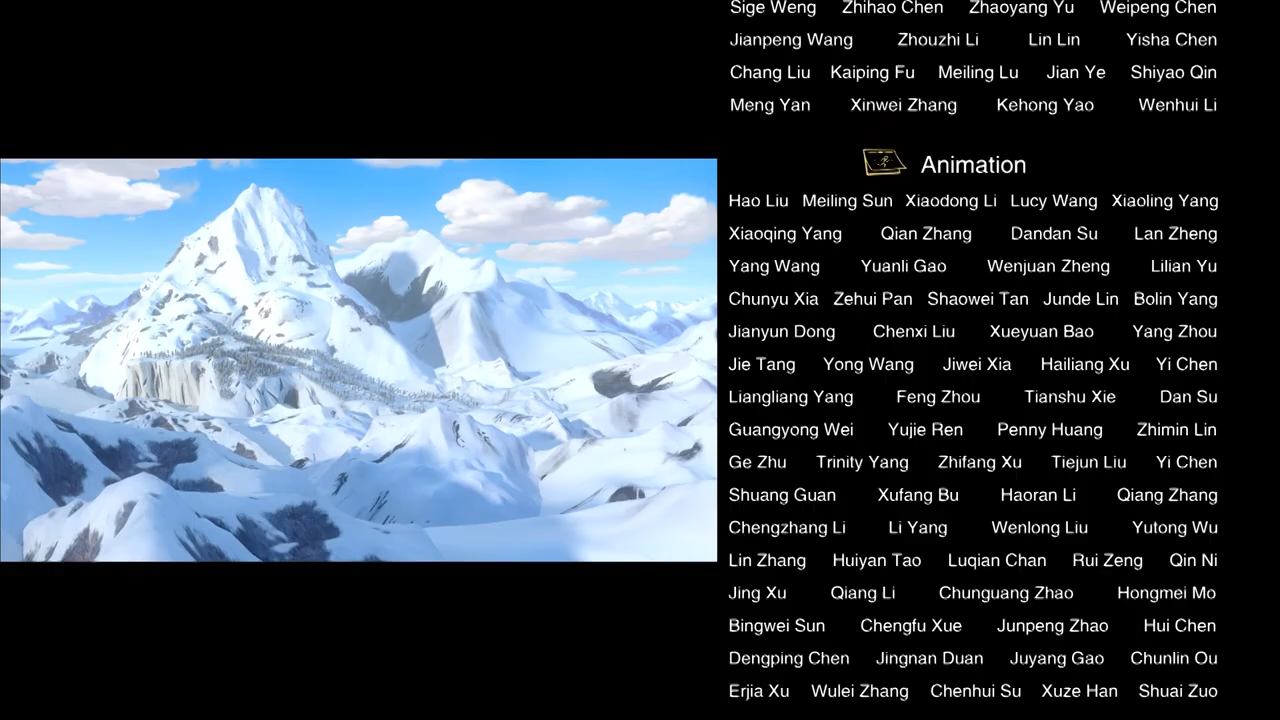 Sige Weng Zhihao Chen Zhaoyang Yu Weipeng Chen
Jianpeng Wang Zhouzhi Li Lin Lin Yisha Chen
Chang Liu Kaiping Fu Meiling Lu Jian Ye Shiyao Qin
Meng Yan Xinwei Zhang Kehong Yao Wenhui Li
Animation
Hao Liu Meiling Sun Xiaodong Li Lucy Wang Xiaoling Yang
Xiaoqing Yang Qian Zhang Dandan Su Lan Zheng
Yang Wang Yuanli Gao Wenjuan Zheng Lilian Yu
Chunyu Xia Zehui Pan Shaowei Tan Junde Lin Bolin Yang
Jianyun Dong Chenxi Liu Xueyuan Bao Yang Zhou
Jie Tang Yong Wang Jiwei Xia Hailiang Xu Yi Chen
Liangliang Yang Feng Zhou Tianshu Xie Dan Su
Guangyong Wei Yujie Ren Penny Huang Zhimin Lin
Ge Zhu Trinity Yang Zhifang Xu Tiejun Liu Yi Chen
Shuang Guan Xufang Bu Haoran Li Qiang Zhang
Chengzhang Li Li Yang Wenlong Liu Yutong Wu
Lin Zhang Huiyan Tao Luqian Chan Rui Zeng Qin Ni
Jing Xu Qiang Li Chunguang Zhao Hongmei Mo
Bingwei Sun Chengfu Xue Junpeng Zhao Hui Chen
Dengping Chen Jingnan Duan Juyang Gao Chunlin Ou
Erjia Xu Wulei Zhang Chenhui Su Xuze Han Shuai Zuo